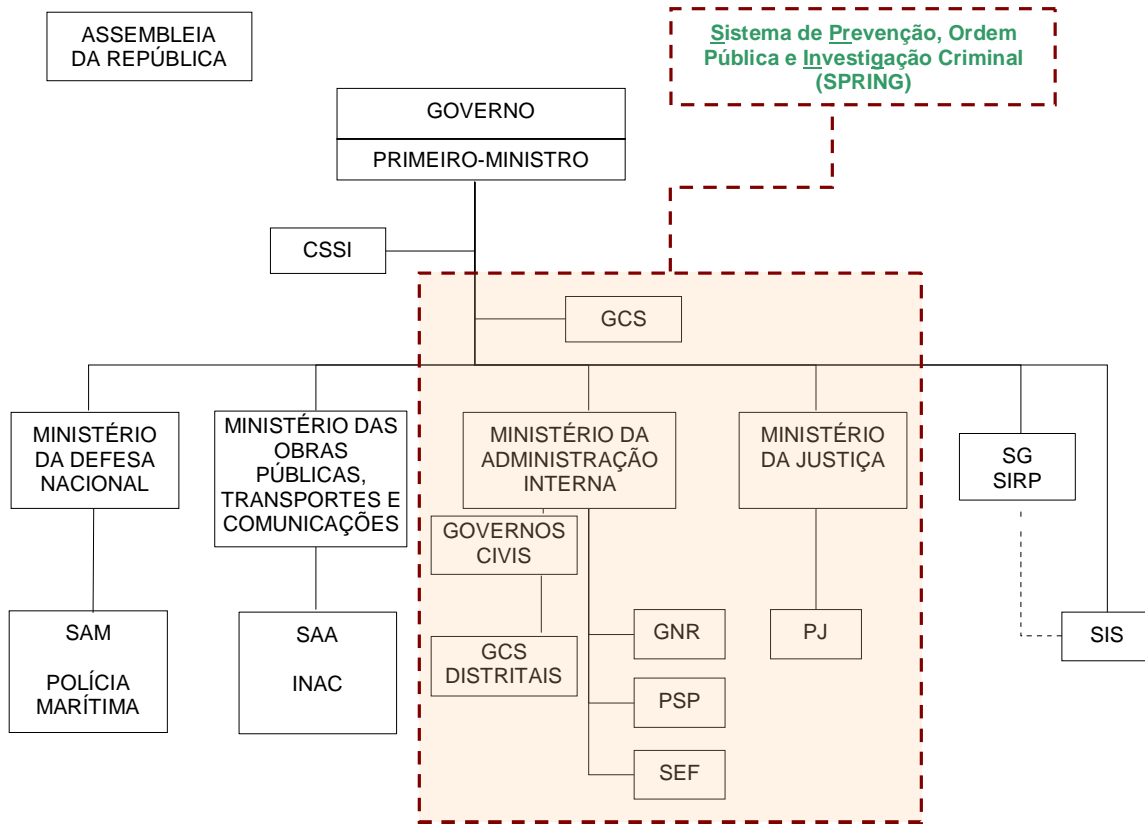 ASSEMBLEIA
DA REPÚBLICA
Sistema de Prevenção, Ordem
Pública e Investigação Criminal
(SPRING)
GOVERNO
PRIMEIRO-MINISTRO
CSSI
GCS
MINISTÉRIO
DA DEFESA
NACIONAL
MINISTÉRIO DAS
OBRAS
PÚBLICAS,
TRANSPORTES E
COMUNICAÇÕES
MINISTÉRIO DA
ADMINISTRAÇÃO
INTERNA
MINISTÉRIO
DA JUSTIÇA
SG
SIRP
GOVERNOS
CIVIS
SAM
POLÍCIA
MARÍTIMA
SAA
INAC
GCS
DISTRITAIS
GNR
PJ
SIS
PSP
SEF